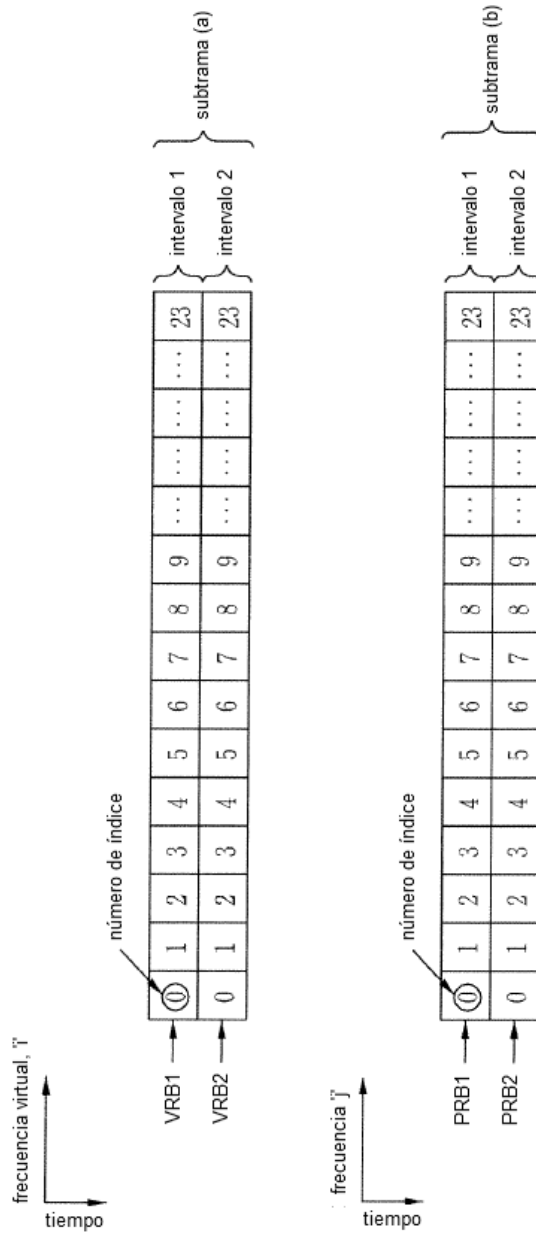 frecuencia virtual, 'i'
tiempo
número de índice
VRB1
0 1 2 3 4 5 6 7 8 9 ... ... ... ... 23
intervalo 1
VRB2
0 1 2 3 4 5 6 7 8 9 ... ... ... ... 23
intervalo 2
subtrama (a)
frecuencia 'j'
tiempo
número de índice
PRB1
0 1 2 3 4 5 6 7 8 9 ... ... ... ... 23
intervalo 1
PRB2
0 1 2 3 4 5 6 7 8 9 ... ... ... ... 23
intervalo 2
subtrama (b)